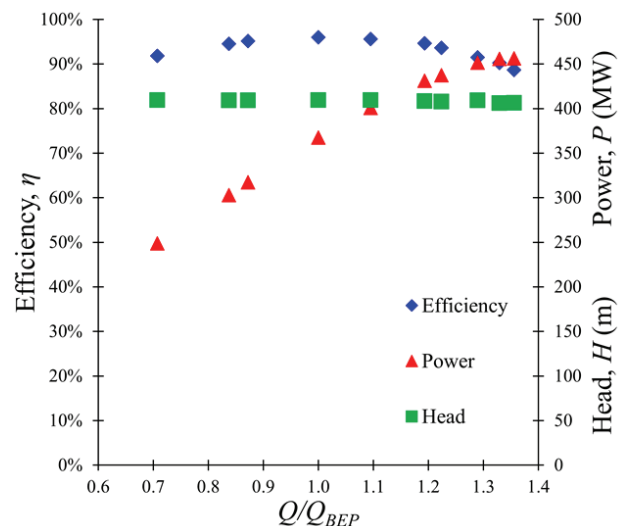 100%
90%
80%
70%
60%
50%
40%
30%
20%
10%
0%
Efficiency, η
500
450
400
350
300
250
200
150
100
50
0
Power, P (MW)
Head, H (m)
Efficiency
Power
Head
0.6 0.7 0.8 0.9 1.0 1.1 1.2 1.3 1.4
Q/Q_BEP